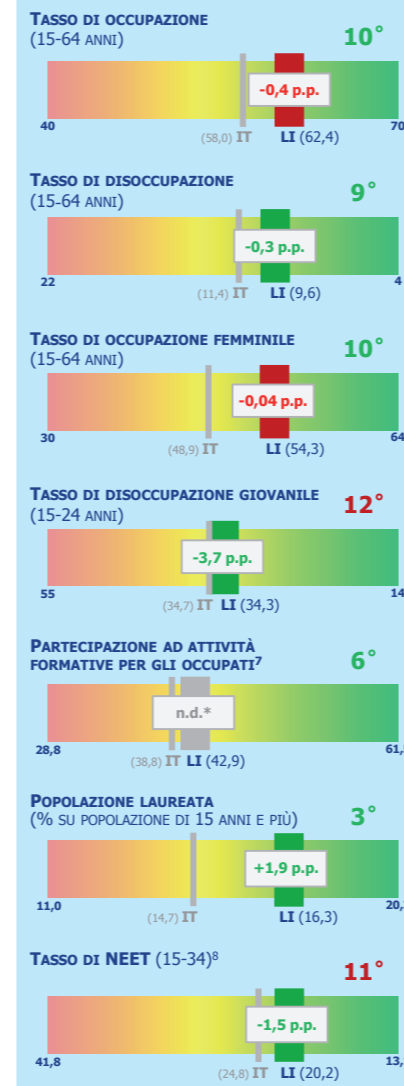 TASSO DI OCCUPAZIONE
(15-64 ANNI) 10°
-0,4 p.p.
40 70
(58,0) IT LI (62,4)
TASSO DI DISOCCUPAZIONE
(15-64 ANNI) 9°
-0,3 p.p.
22 4
(11,4) IT LI (9,6)
TASSO DI OCCUPAZIONE FEMMINILE
(15-64 ANNI) 10°
-0,04 p.p.
30 64
(48,9) IT LI (54,3)
TASSO DI DISOCCUPAZIONE GIOVANILE
(15-24 ANNI) 12°
-3,7 p.p.
55 14
(34,7) IT LI (34,3)
PARTECIPAZIONE AD ATTIVITÀ
FORMATIVE PER GLI OCCUPATI⁷ 6°
n.d.*
28,8
(38,8) IT LI (42,9)
POPOLAZIONE LAUREATA
(% SU POPOLAZIONE DI 15 ANNI E PIÙ) 3°
+1,9 p.p.
11,0
(14,7) IT LI (16,3)
TASSO DI NEET (15-34)⁸ 11°
-1,5 p.p.
41,8
(24,8) IT LI (20,2)